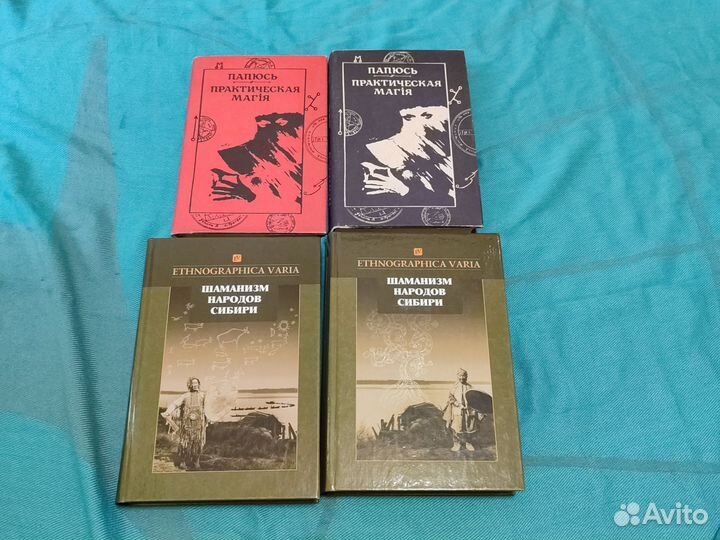 ПАПЮСЬ
ПРАКТИЧЕСКАЯ
МАГІЯ
ПАПЮСЬ
ПРАКТИЧЕСКАЯ
МАГІЯ
ETHNOGRAPHICA VARIA
ШАМАНИЗМ
НАРОДОВ
СИБИРИ
ETHNOGRAPHICA VARIA
ШАМАНИЗМ
НАРОДОВ
СИБИРИ
Avito